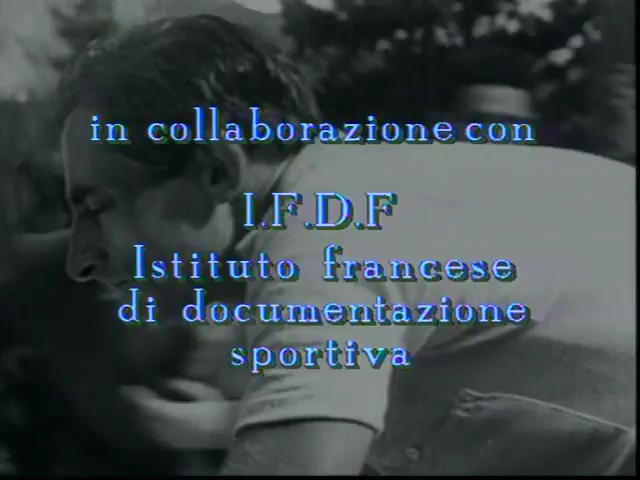 in collaborazione con
I.F.D.F
Istituto francese
di documentazione
sportiva